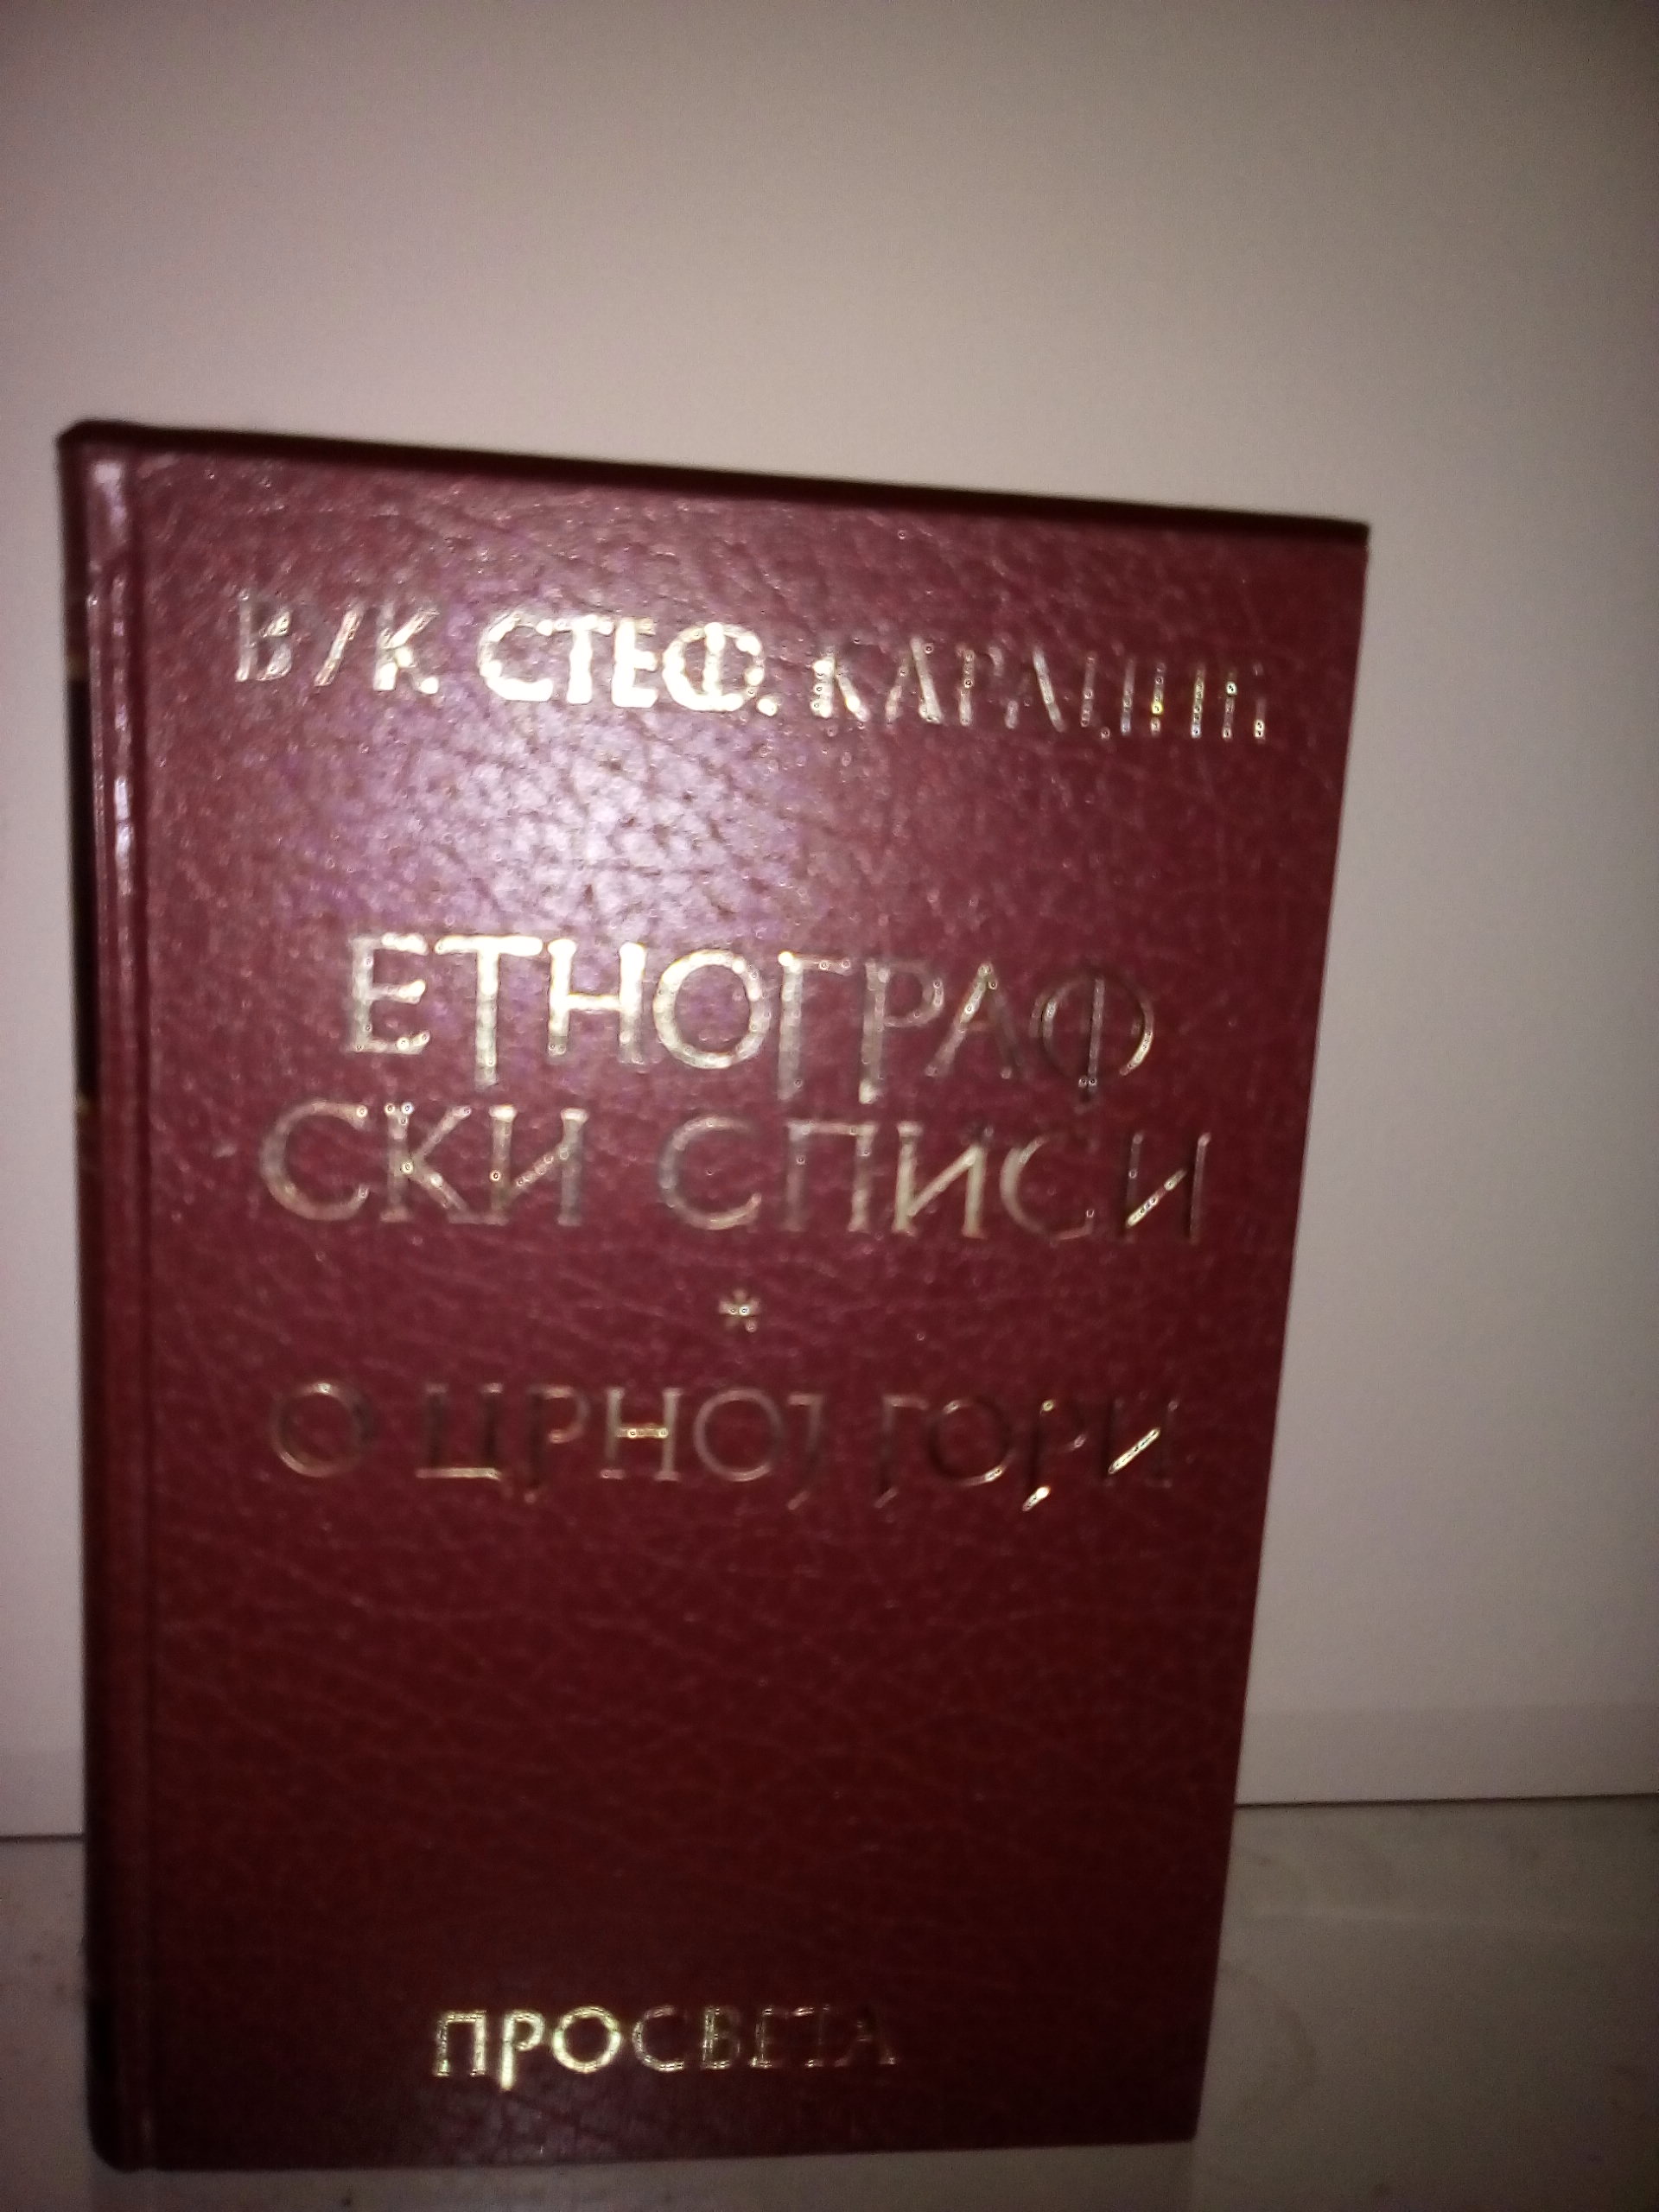 ВУК СТЕФ. КАРАЏИЋ
ЕТНОГРАФ
СКИ СПИСИ
*
О ЦРНОЈ ГОРИ
ПРОСВЕТА